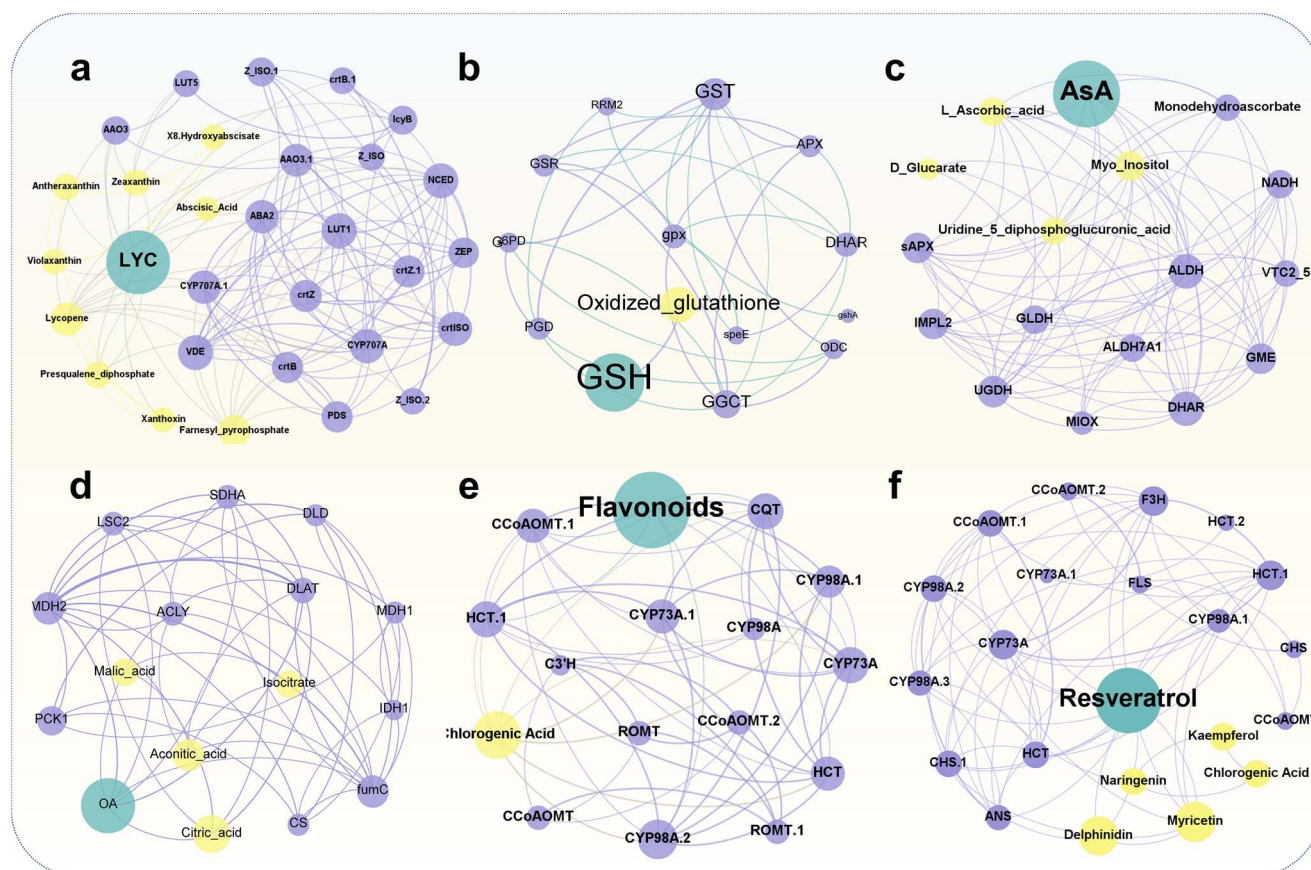 a
LUT5
Z_ISO.1
crtB.1
AAO3
X8.Hydroxyabscisate
AAO3.1
Z_ISO
lcyB
Antheraxanthin
Zeaxanthin
Abscisic_Acid
NCED
ABA2
LUT1
LYC
Violaxanthin
ZEP
crtZ.1
CYP707A.1
crtZ
Lycopene
crtISO
VDE
CYP707A
crtB
Presqualene_diphosphate
Z_ISO.2
Xanthoxin
PDS
Farnesyl_pyrophosphate
b
GST
RRM2
APX
GSR
gpx
G6PD
DHAR
Oxidized_glutathione
gshA
PGD
speE
ODC
GSH
GGCT
c
AsA
L_Ascorbic_acid
Monodehydroascorbate
D_Glucarate
Myo_Inositol
NADH
Uridine_5_diphosphoglucuronic_acid
sAPX
ALDH
VTC2_5
IMPL2
GLDH
ALDH7A1
GME
UGDH
DHAR
MIOX
d
SDHA
LSC2
DLD
DLAT
MDH2
ACLY
MDH1
Malic_acid
Isocitrate
PCK1
IDH1
Aconitic_acid
fumC
OA
Citric_acid
CS
e
Flavonoids
CQT
CCoAOMT.1
CYP98A.1
HCT.1
CYP73A.1
CYP98A
C3'H
CYP73A
CCoAOMT.2
hlorogenic Acid
ROMT
HCT
CCoAOMT
CYP98A.2
ROMT.1
f
CCoAOMT.2
F3H
CCoAOMT.1
HCT.2
CYP73A.1
FLS
HCT.1
CYP98A.2
CYP98A.1
CYP73A
CHS
CYP98A.3
Resveratrol
CCoAOMT
Kaempferol
HCT
CHS.1
Naringenin
Chlorogenic Acid
ANS
Delphinidin
Myricetin